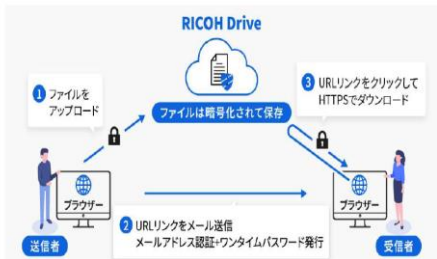 RICOH Drive
1 ファイルを
アップロード
ファイルは暗号化されて保存
3 URLリンクをクリックして
HTTPSでダウンロード
ブラウザー
送信者
2 URLリンクをメール送信
メールアドレス認証+ワンタイムパスワード発行
ブラウザー
受信者